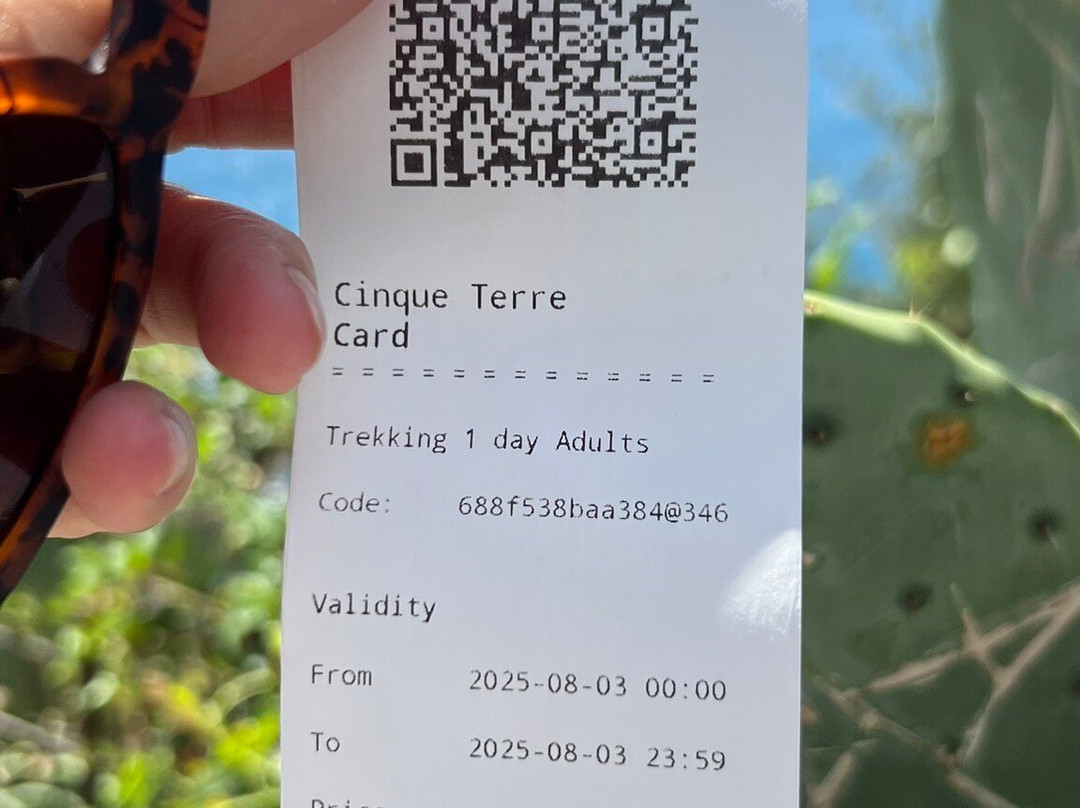 Cinque Terre
Card
= = = = = = = = = = = = =
Trekking 1 day Adults
Code: 688f538baa384@346
Validity
From 2025-08-03 00:00
To 2025-08-03 23:59